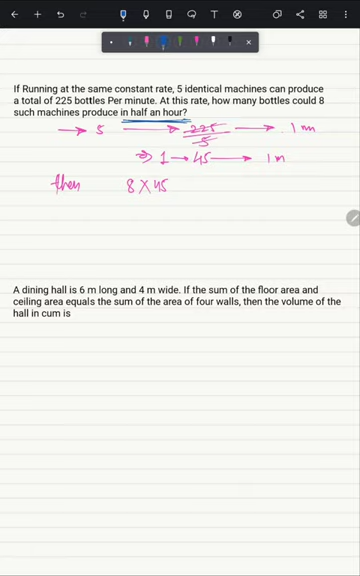 If Running at the same constant rate, 5 identical machines can produce
a total of 225 bottles Per minute. At this rate, how many bottles could 8
such machines produce in half an hour?
→ 5 → 225/5 → 1 m
⇒ 1 → 45 → 1 m
then 8 × 45
A dining hall is 6 m long and 4 m wide. If the sum of the floor area and
ceiling area equals the sum of the area of four walls, then the volume of the
hall in cum is